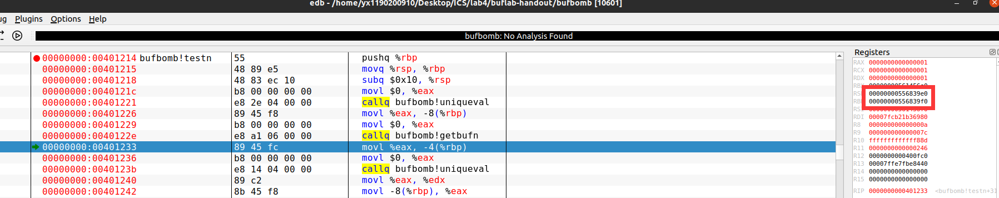 edb - /home/yx1190200910/Desktop/ICS/lab4/buflab-handout/bufbomb [10601]
ug Plugins Options Help
bufbomb: No Analysis Found
Registers
00000000:00401214 bufbomb!testn 55 pushq %rbp
00000000:00401215 48 89 e5 movq %rsp, %rbp
00000000:00401218 48 83 ec 10 subq $0x10, %rsp
00000000:0040121c b8 00 00 00 00 movl $0, %eax
00000000:00401221 e8 2e 04 00 00 callq bufbomb!uniqueval
00000000:00401226 89 45 f8 movl %eax, -8(%rbp)
00000000:00401229 b8 00 00 00 00 movl $0, %eax
00000000:0040122e e8 a1 06 00 00 callq bufbomb!getbufn
00000000:00401233 89 45 fc movl %eax, -4(%rbp)
00000000:00401236 b8 00 00 00 00 movl $0, %eax
00000000:0040123b e8 14 04 00 00 callq bufbomb!uniqueval
00000000:00401240 89 c2 movl %eax, %edx
00000000:00401242 8b 45 f8 movl -8(%rbp), %eax
RAX 0000000000000001
RCX 0000000000000001
RDX 0000000000000001
00000000556839e0
00000000556839f0
RDI 00007fcb21b36980
R8 000000000000000a
R9 000000000000007c
R10 fffffffffffff88d
R11 0000000000000246
R12 0000000000400fc0
R13 00007ffe7fbe8440
R14 0000000000000000
R15 0000000000000000
RIP 0000000000401233 <bufbomb!testn+31